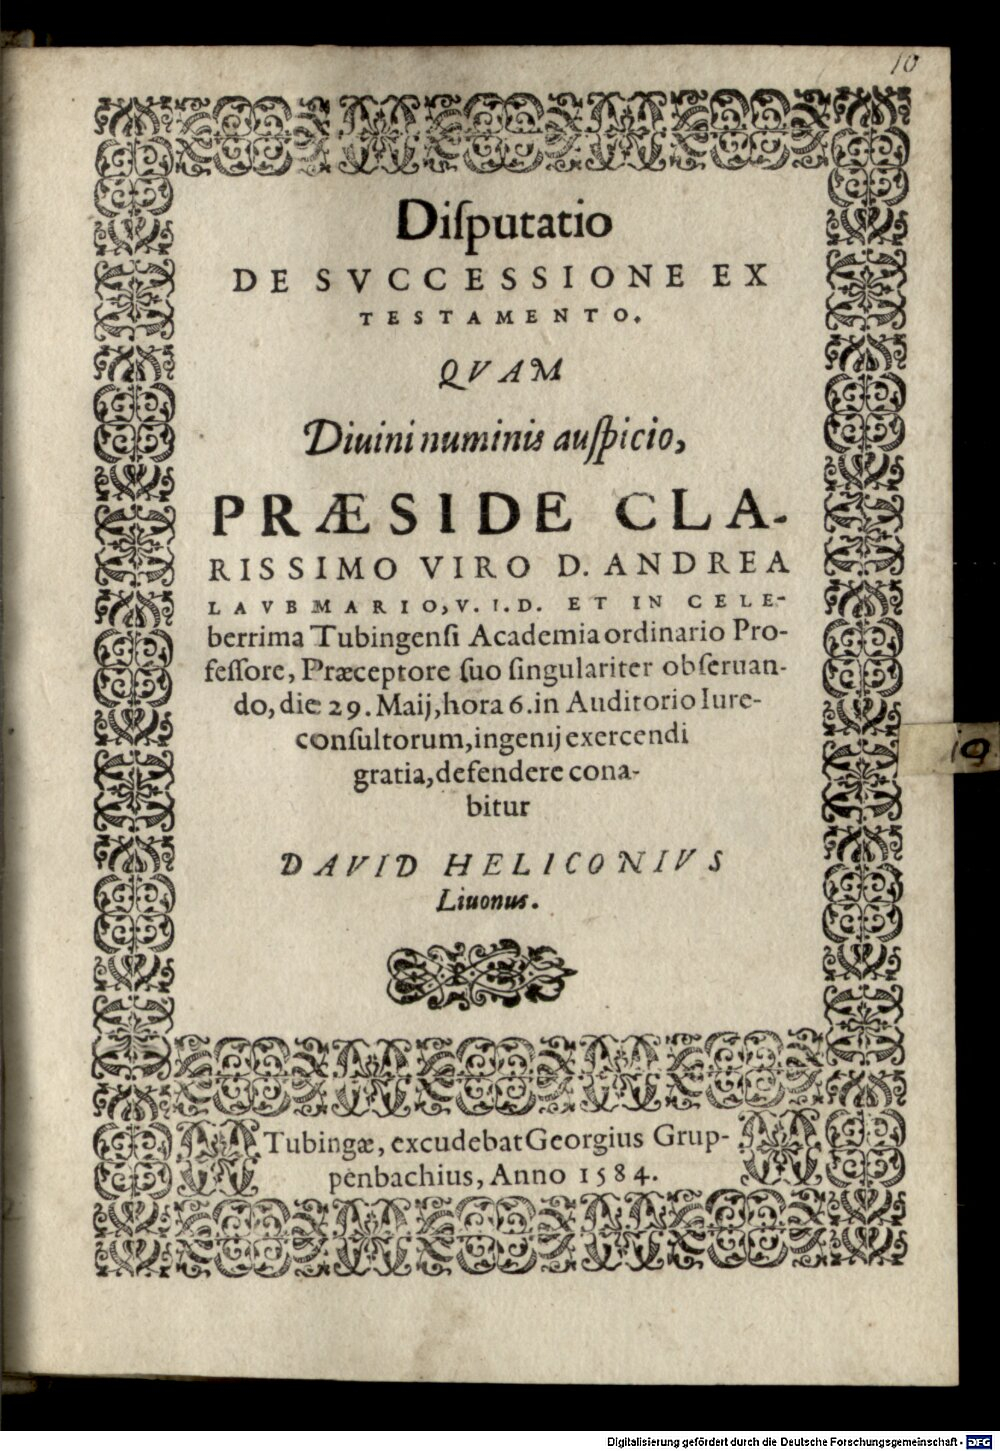 10
Diſputatio
DE SVCCESSIONE EX
TESTAMENTO.
QVAM
Diuini numinis auſpicio,
PRÆSIDE CLA-
RISSIMO VIRO D. ANDREA
LAVBMARIO, V. I. D. ET IN CELE-
berrima Tubingenſi Academia ordinario Pro-
feſſore, Præceptore ſuo ſingulariter obſeruan-
do, die 29. Maij, hora 6. in Auditorio Iure-
conſultorum, ingenij exercendi
gratia, defendere cona-
bitur
DAVID HELICONIVS
Liuonus.
10
Tubingæ, excudebat Georgius Grup-
penbachius, Anno 1584.
Digitalisierung gefördert durch die Deutsche Forschungsgemeinschaft - DFG